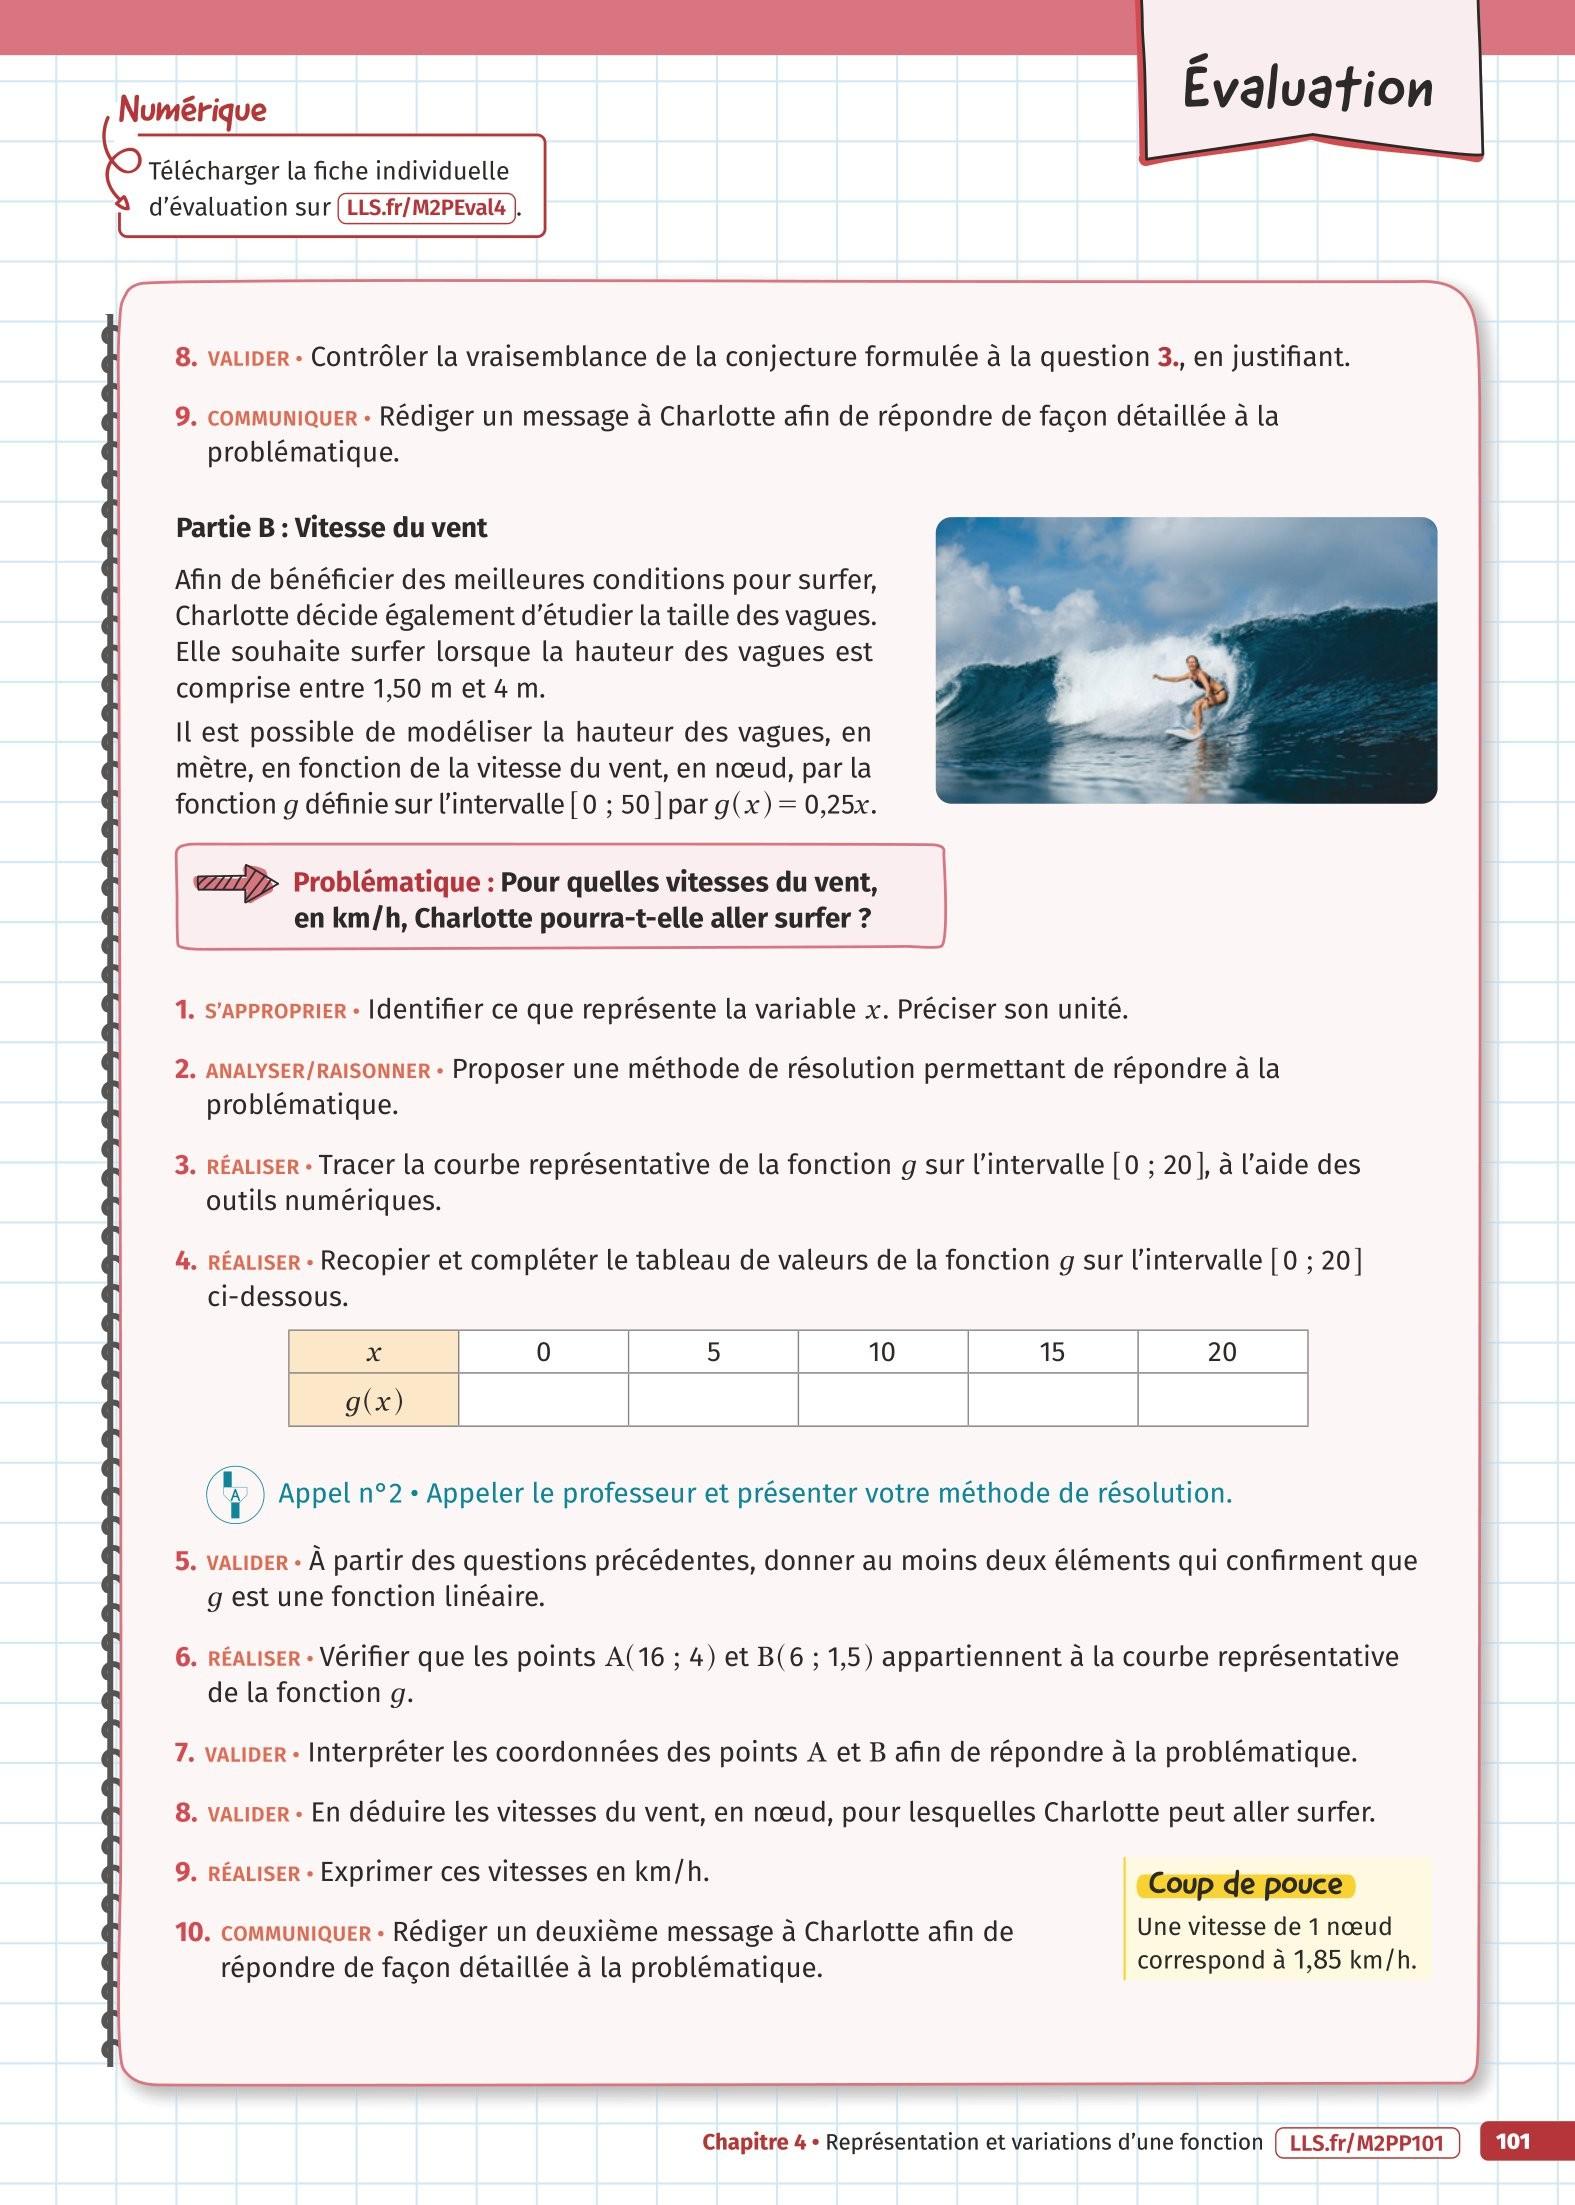 Évaluation
Numérique
Télécharger la fiche individuelle
d'évaluation sur LLS.fr/M2PEval4.
8. VALIDER • Contrôler la vraisemblance de la conjecture formulée à la question 3., en justifiant.
9. COMMUNIQUER • Rédiger un message à Charlotte afin de répondre de façon détaillée à la
problématique.
Partie B : Vitesse du vent
Afin de bénéficier des meilleures conditions pour surfer,
Charlotte décide également d'étudier la taille des vagues.
Elle souhaite surfer lorsque la hauteur des vagues est
comprise entre 1,50 m et 4 m.
Il est possible de modéliser la hauteur des vagues, en
mètre, en fonction de la vitesse du vent, en nœud, par la
fonction g définie sur l'intervalle [0 ; 50] par g(x) = 0,25x.
Problématique : Pour quelles vitesses du vent,
en km/h, Charlotte pourra-t-elle aller surfer ?
1. S'APPROPRIER • Identifier ce que représente la variable x. Préciser son unité.
2. ANALYSER/RAISONNER • Proposer une méthode de résolution permettant de répondre à la
problématique.
3. RÉALISER • Tracer la courbe représentative de la fonction g sur l'intervalle [0 ; 20], à l'aide des
outils numériques.
4. RÉALISER • Recopier et compléter le tableau de valeurs de la fonction g sur l'intervalle [0 ; 20]
ci-dessous.
x 0 5 10 15 20
g(x)
A
Appel n°2 • Appeler le professeur et présenter votre méthode de résolution.
5. VALIDER • À partir des questions précédentes, donner au moins deux éléments qui confirment que
g est une fonction linéaire.
6. RÉALISER • Vérifier que les points A(16 ; 4) et B(6 ; 1,5) appartiennent à la courbe représentative
de la fonction g.
7. VALIDER • Interpréter les coordonnées des points A et B afin de répondre à la problématique.
8. VALIDER • En déduire les vitesses du vent, en nœud, pour lesquelles Charlotte peut aller surfer.
9. RÉALISER • Exprimer ces vitesses en km/h.
10. COMMUNIQUER • Rédiger un deuxième message à Charlotte afin de
répondre de façon détaillée à la problématique.
Coup de pouce
Une vitesse de 1 nœud
correspond à 1,85 km/h.
Chapitre 4 • Représentation et variations d'une fonction LLS.fr/M2PP101 101